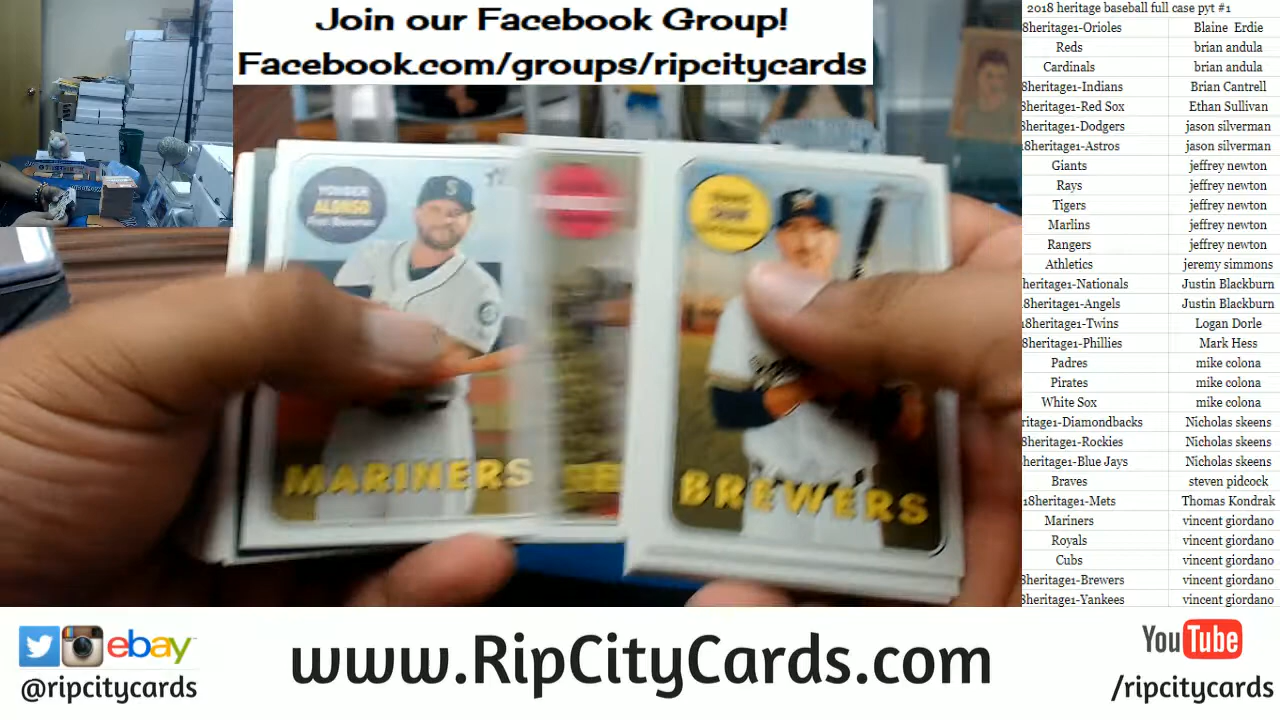 Join our Facebook Group!
Facebook.com/groups/ripcitycards
2018 heritage baseball full case pyt #1
8heritage1-Orioles Blaine Erdie
Reds brian andula
Cardinals brian andula
8heritage1-Indians Brian Cantrell
8heritage1-Red Sox Ethan Sullivan
8heritage1-Dodgers jason silverman
8heritage1-Astros jason silverman
Giants jeffrey newton
Rays jeffrey newton
Tigers jeffrey newton
Marlins jeffrey newton
Rangers jeffrey newton
Athletics jeremy simmons
heritage1-Nationals Justin Blackburn
8heritage1-Angels Justin Blackburn
18heritage1-Twins Logan Dorle
8heritage1-Phillies Mark Hess
Padres mike colona
Pirates mike colona
White Sox mike colona
ritage1-Diamondbacks Nicholas skeens
8heritage1-Rockies Nicholas skeens
heritage1-Blue Jays Nicholas skeens
Braves steven pidcock
18heritage1-Mets Thomas Kondrak
Mariners vincent giordano
Royals vincent giordano
Cubs vincent giordano
8heritage1-Brewers vincent giordano
8heritage1-Yankees vincent giordano
YONDER
ALONSO
First Baseman
S
MARINERS
BREWERS
ebay
@ripcitycards
www.RipCityCards.com
YouTube
/ripcitycards